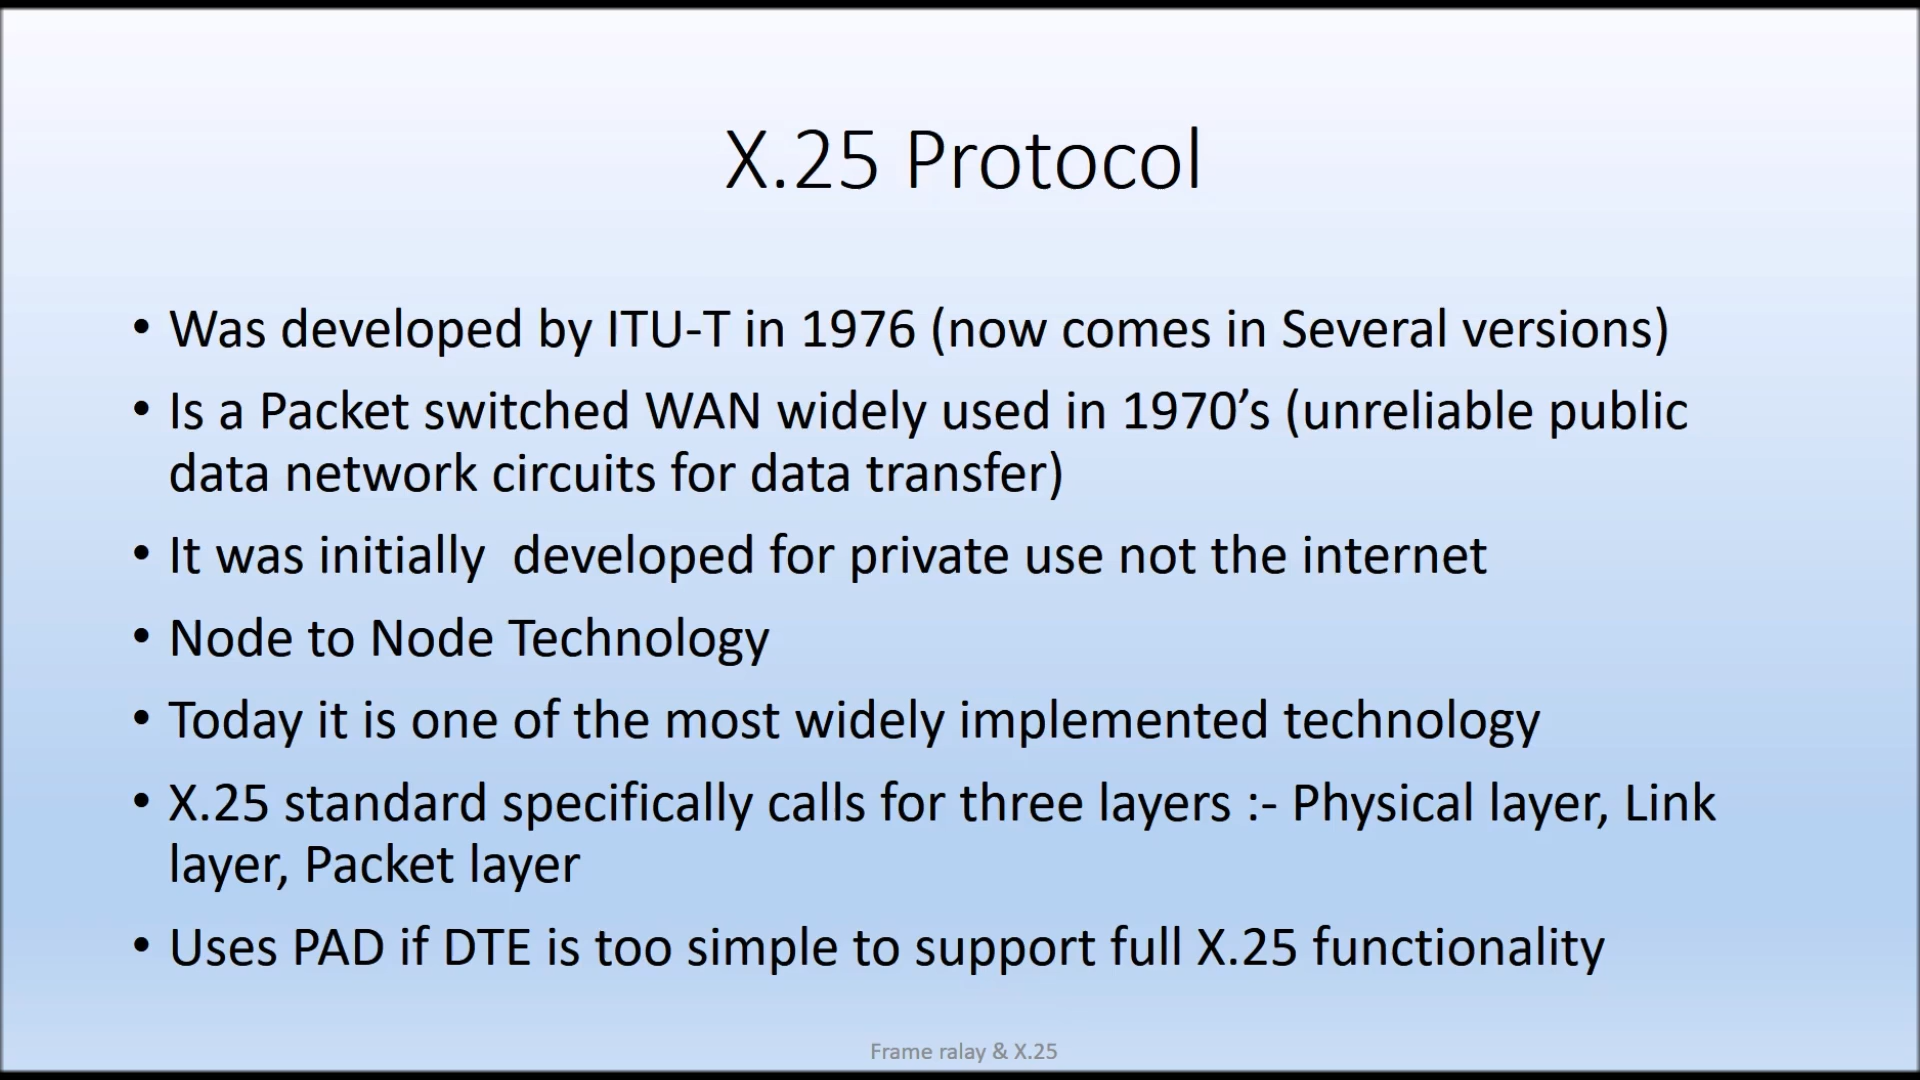 X.25 Protocol
• Was developed by ITU-T in 1976 (now comes in Several versions)
• Is a Packet switched WAN widely used in 1970’s (unreliable public
data network circuits for data transfer)
• It was initially  developed for private use not the internet
• Node to Node Technology
• Today it is one of the most widely implemented technology
• X.25 standard specifically calls for three layers :- Physical layer, Link
layer, Packet layer
• Uses PAD if DTE is too simple to support full X.25 functionality
Frame ralay & X.25